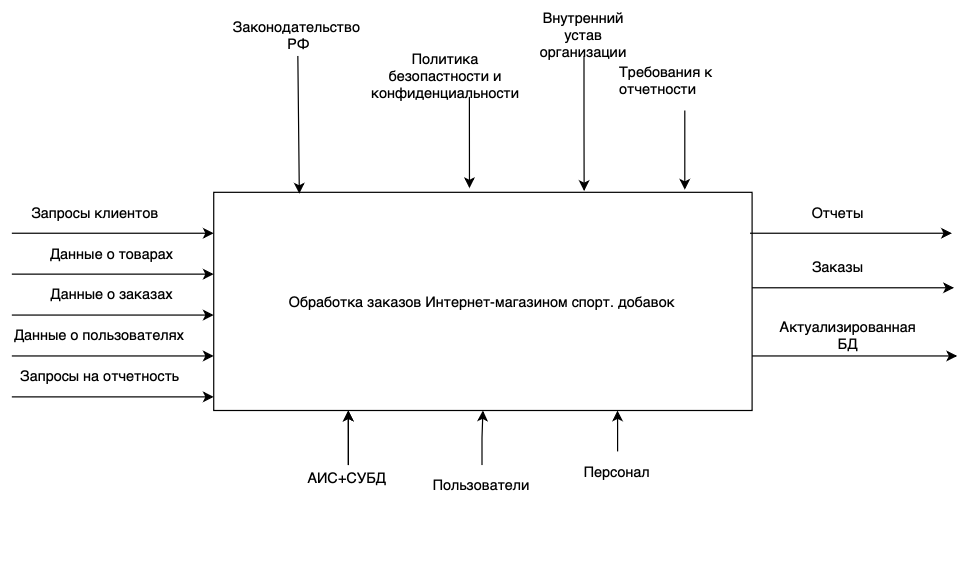 Законодательство
РФ
Политика
безопастности и
конфиденциальности
Внутренний
устав
организации
Требования к
отчетности
Запросы клиентов
Данные о товарах
Данные о заказах
Данные о пользователях
Запросы на отчетность
Обработка заказов Интернет-магазином спорт. добавок
Отчеты
Заказы
Актуализированная
БД
АИС+СУБД
Пользователи
Персонал